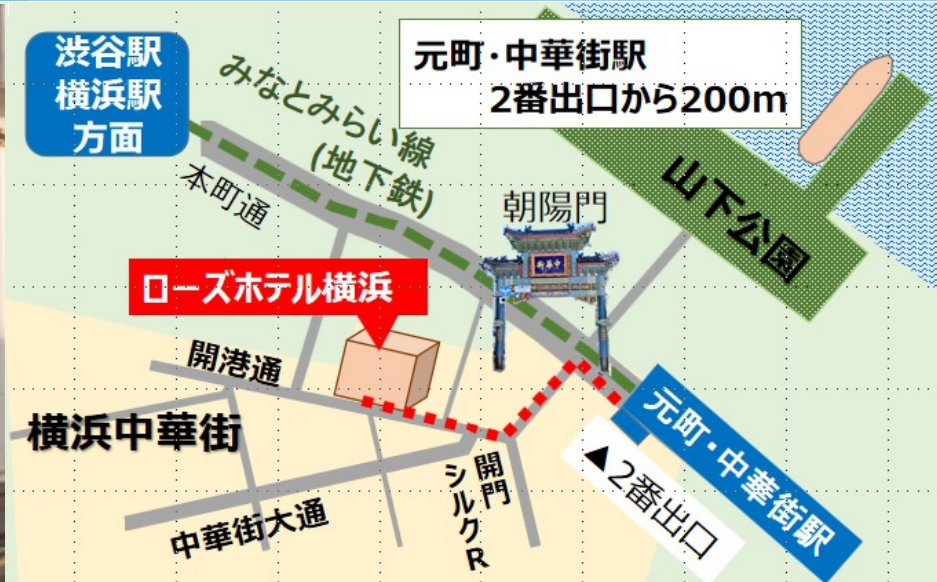 渋谷駅
横浜駅
方面
みなとみらい線
(地下鉄)
元町・中華街駅
2番出口から200m
本町通
朝陽門
中華街
山下公園
ローズホテル横浜
開港通
横浜中華街
中華街大通
開門
シルクR
元町・中華街駅
▲2番出口